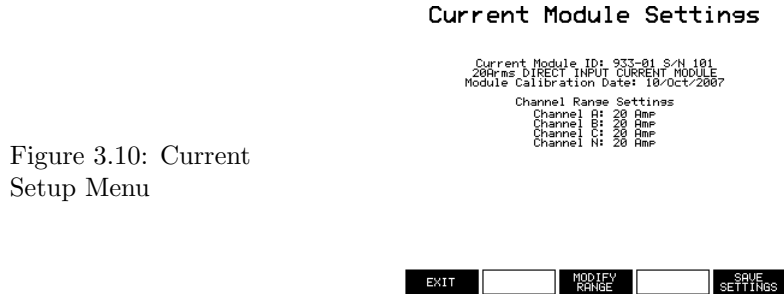 Current Module Settings
Current Module ID: 933-01 S/N 101
20Arms DIRECT INPUT CURRENT MODULE
Module Calibration Date: 10/Oct/2007
Channel Range Settings
Channel A: 20 Amp
Channel B: 20 Amp
Channel C: 20 Amp
Channel N: 20 Amp
Figure 3.10: Current
Setup Menu
EXIT
MODIFY
RANGE
SAVE
SETTINGS